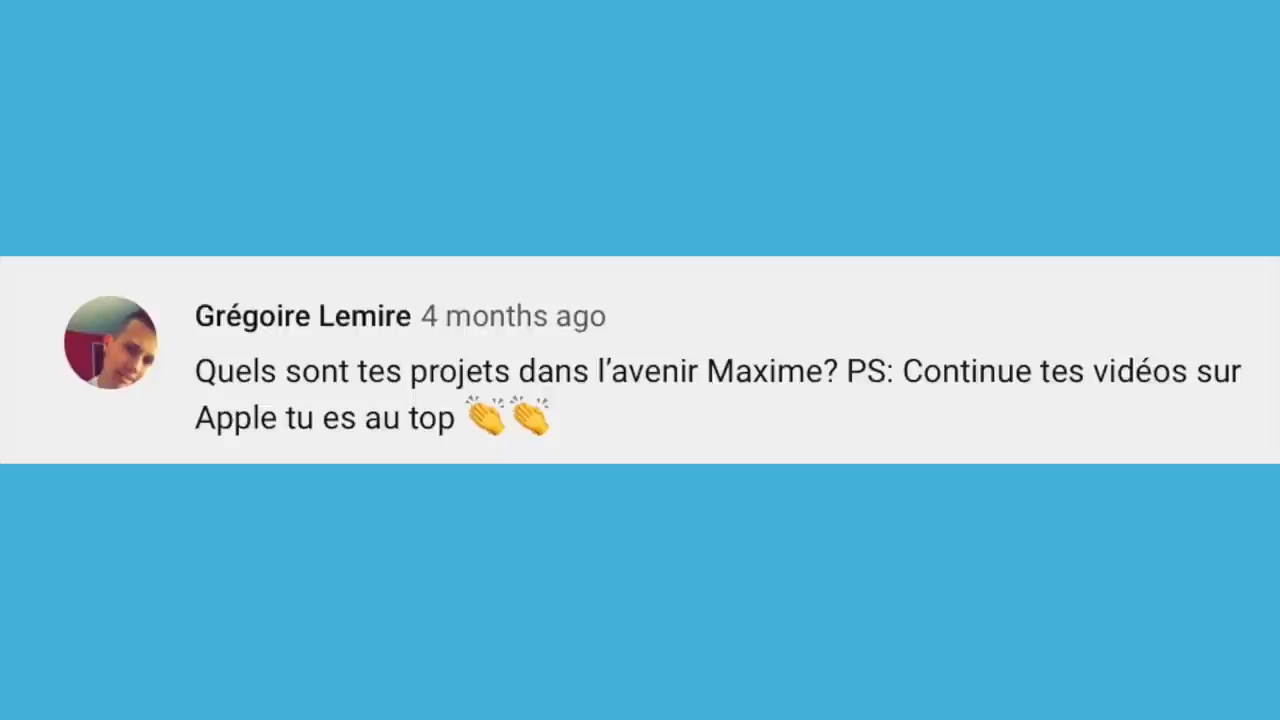 Grégoire Lemire 4 months ago
Quels sont tes projets dans l’avenir Maxime? PS: Continue tes vidéos sur
Apple tu es au top 👏👏